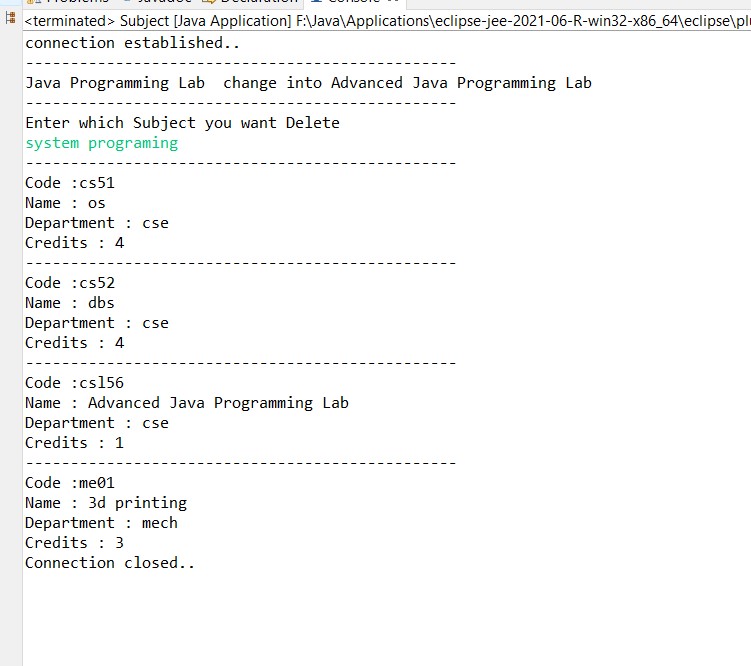 Problems Javadoc Declaration Console
<terminated> Subject [Java Application] F:\Java\Applications\eclipse-jee-2021-06-R-win32-x86_64\eclipse\plu
connection established..
------------------------------------------------
Java Programming Lab  change into Advanced Java Programming Lab
------------------------------------------------
Enter which Subject you want Delete
system programing
------------------------------------------------
Code :cs51
Name : os
Department : cse
Credits : 4
------------------------------------------------
Code :cs52
Name : dbs
Department : cse
Credits : 4
------------------------------------------------
Code :csl56
Name : Advanced Java Programming Lab
Department : cse
Credits : 1
------------------------------------------------
Code :me01
Name : 3d printing
Department : mech
Credits : 3
Connection closed..